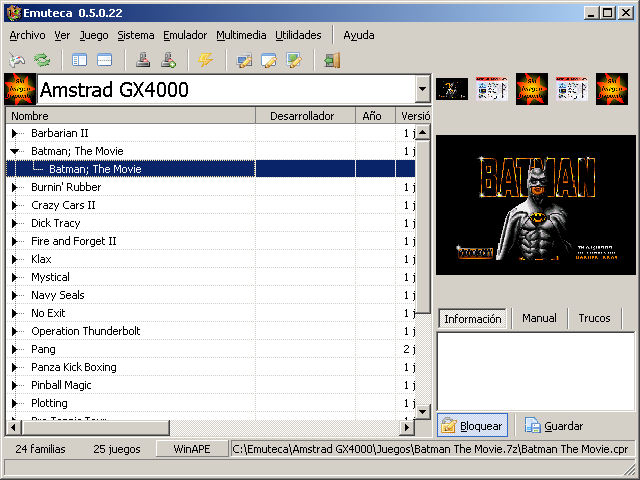 Emuteca 0.5.0.22
Archivo Ver Juego Sistema Emulador Multimedia Utilidades Ayuda
Amstrad GX4000
Nombre Desarrollador Año Versió
Barbarian II 1 j
Batman; The Movie 1 j
Batman; The Movie
Burnin' Rubber 1 j
Crazy Cars II 1 j
Dick Tracy 1 j
Fire and Forget II 1 j
Klax 1 j
Mystical 1 j
Navy Seals 1 j
No Exit 1 j
Operation Thunderbolt 1 j
Pang 2 j
Panza Kick Boxing 1 j
Pinball Magic 1 j
Plotting 1 j
Pro Tennis Tour
BATMAN
Información Manual Trucos
Bloquear Guardar
24 familias 25 juegos WinAPE C:\Emuteca\Amstrad GX4000\Juegos\Batman The Movie.7z\Batman The Movie.cpr